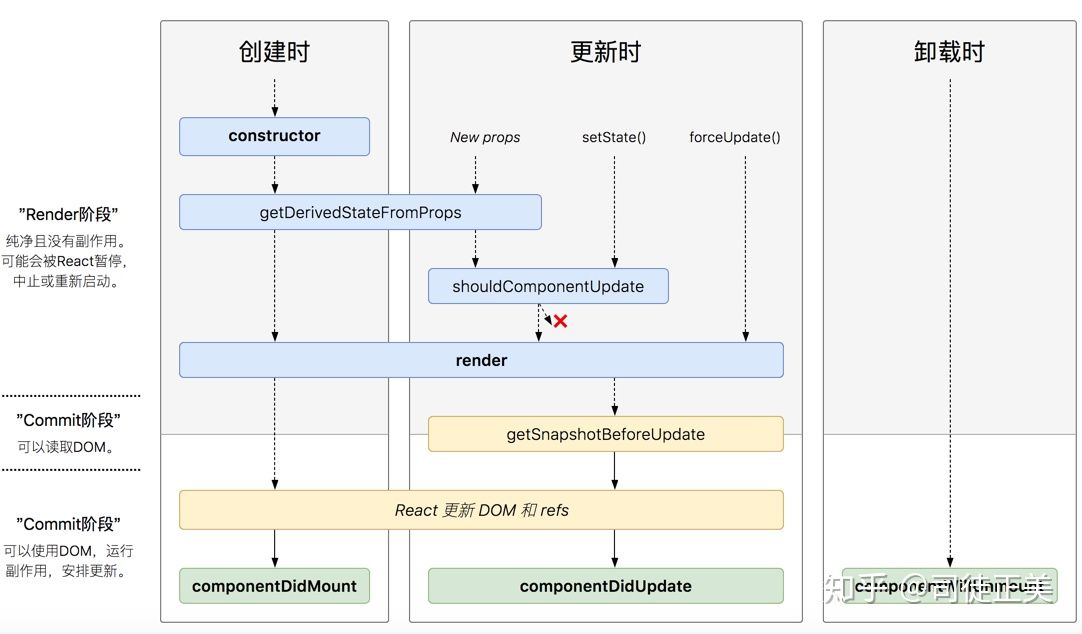 创建时
更新时
卸载时
constructor
New props
setState()
forceUpdate()
”Render阶段”
纯净且没有副作用。
可能会被React暂停，
中止或重新启动。
getDerivedStateFromProps
shouldComponentUpdate
render
”Commit阶段”
可以读取DOM。
getSnapshotBeforeUpdate
”Commit阶段”
可以使用DOM，运行
副作用，安排更新。
React 更新 DOM 和 refs
componentDidMount
componentDidUpdate
componentWillUnmount
知乎 @司徒正美